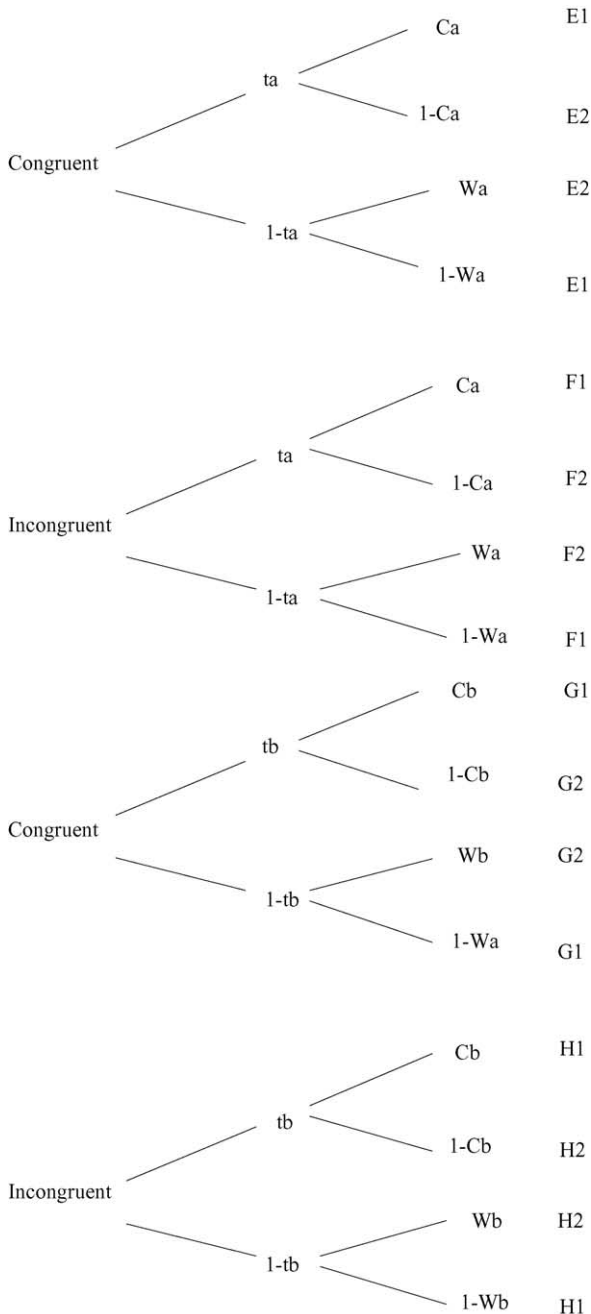 Ca E1
ta
1-Ca E2
Congruent
Wa E2
1-ta
1-Wa E1
Ca F1
ta
1-Ca F2
Incongruent
Wa F2
1-ta
1-Wa F1
Cb G1
tb
1-Cb G2
Congruent
Wb G2
1-tb
1-Wa G1
Cb H1
tb
1-Cb H2
Incongruent
Wb H2
1-tb
1-Wb H1